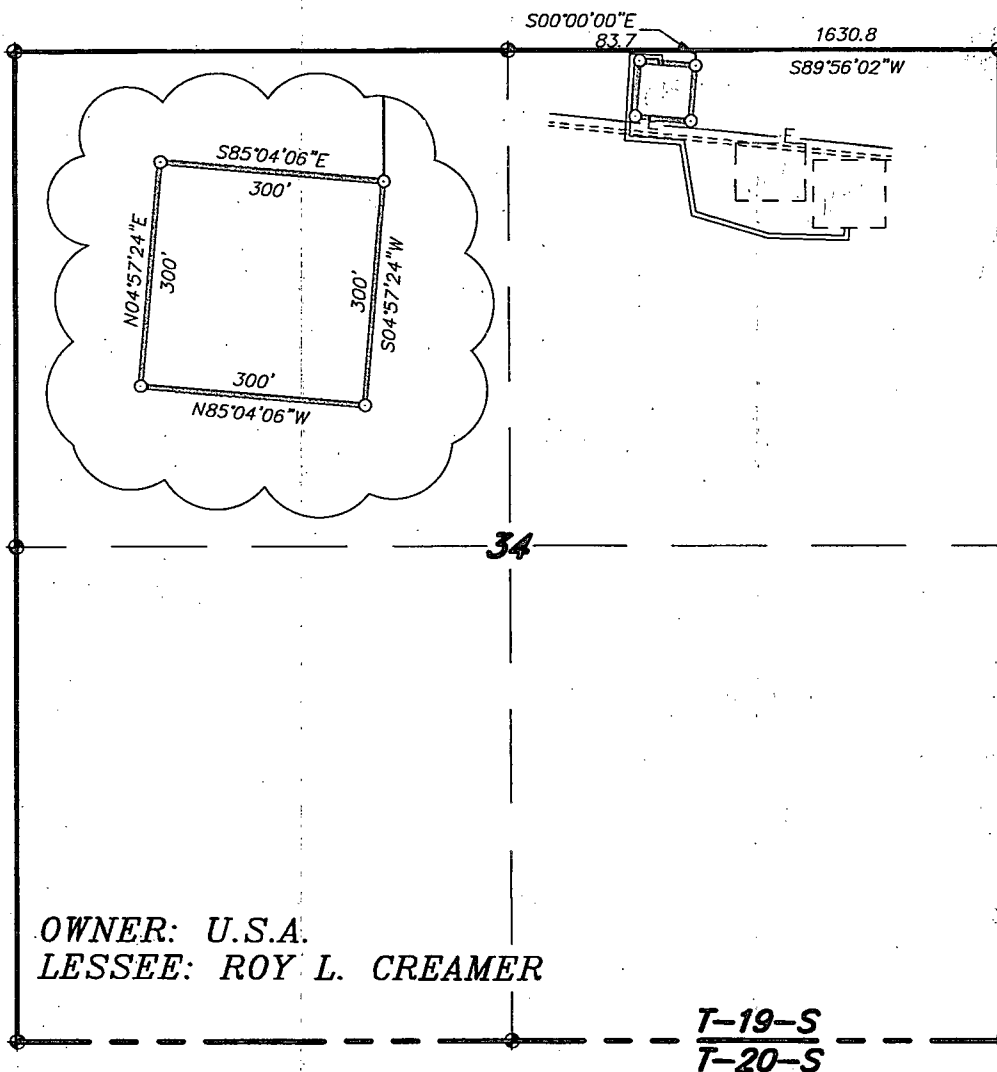 S00°00'00"E
83.7
1630.8
S89°56'02"W
S85°04'06"E
300'
N04°57'24"E
300'
300'
S04°57'24"W
300'
N85°04'06"W
E
E
34
OWNER: U.S.A.
LESSEE: ROY L. CREAMER
T-19-S
T-20-S